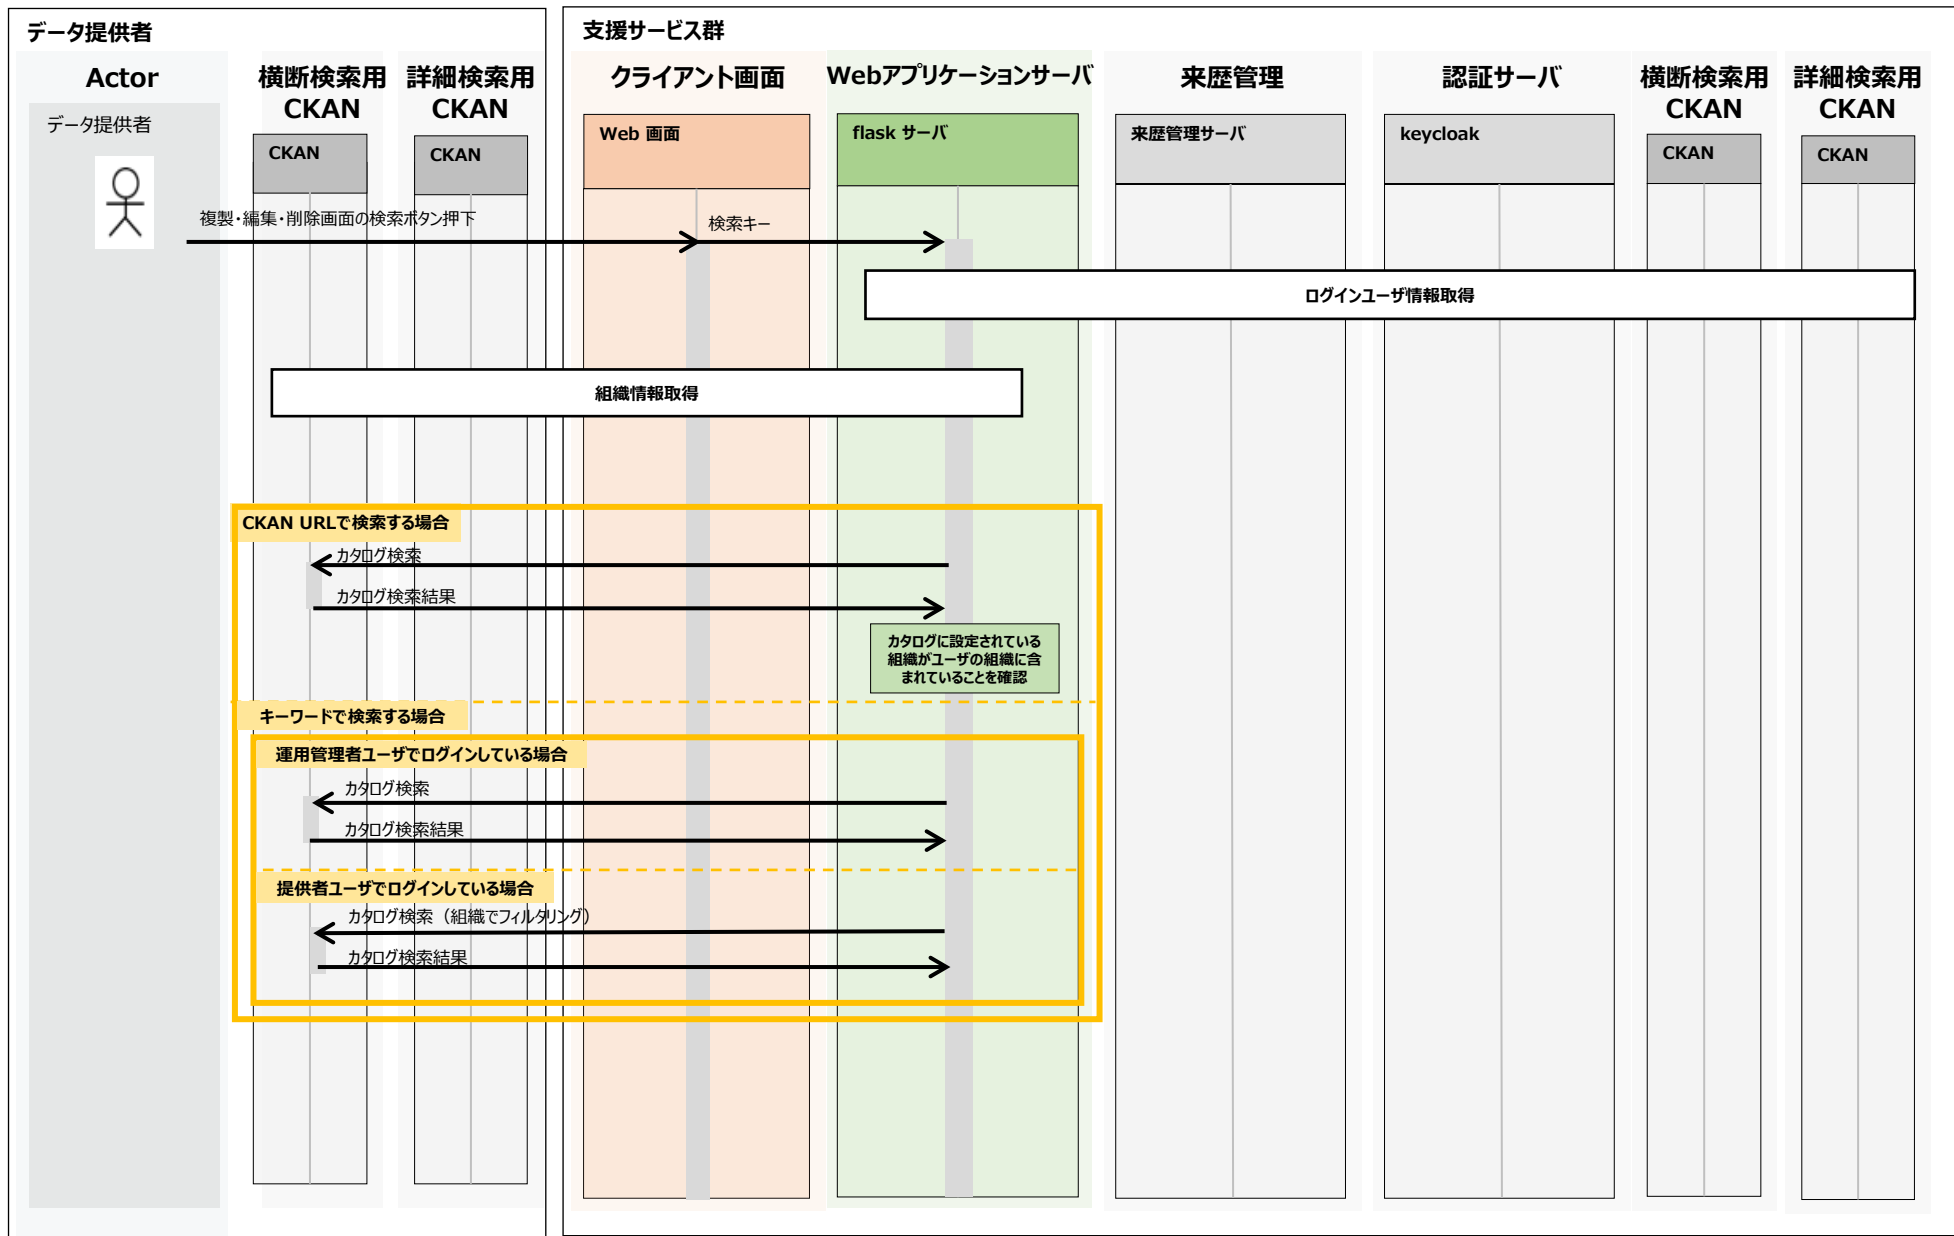 データ提供者
支援サービス群
Actor
横断検索用
CKAN
詳細検索用
CKAN
クライアント画面
Webアプリケーションサーバ
来歴管理
認証サーバ
横断検索用
CKAN
詳細検索用
CKAN
データ提供者
CKAN
CKAN
Web 画面
flask サーバ
来歴管理サーバ
keycloak
CKAN
CKAN
複製・編集・削除画面の検索ボタン押下
検索キー
ログインユーザ情報取得
組織情報取得
CKAN URLで検索する場合
カタログ検索
カタログ検索結果
カタログに設定されている
組織がユーザの組織に含
まれていることを確認
キーワードで検索する場合
運用管理者ユーザでログインしている場合
カタログ検索
カタログ検索結果
提供者ユーザでログインしている場合
カタログ検索（組織でフィルタリング）
カタログ検索結果